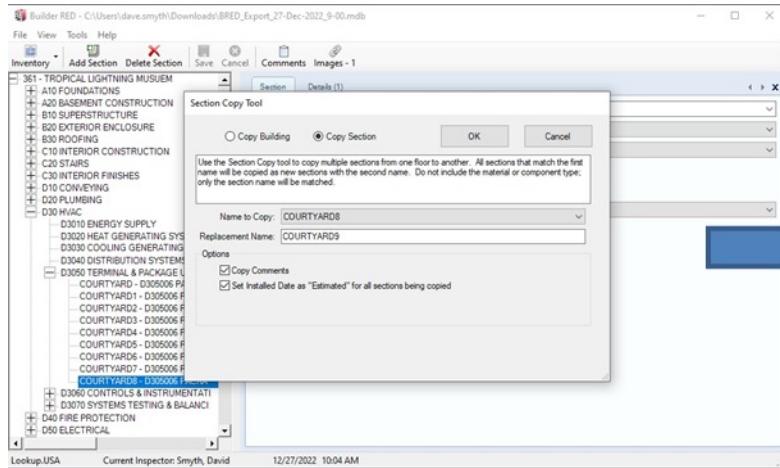 Builder RED - C:\Users\dave.smyth\Downloads\BRED_Export_27-Dec-2022_9-00.mdb
File View Tools Help
Inventory Add Section Delete Section Save Cancel Comments Images - 1
361 - TROPICAL LIGHTNING MUSUEM
A10 FOUNDATIONS
A20 BASEMENT CONSTRUCTION
B10 SUPERSTRUCTURE
B20 EXTERIOR ENCLOSURE
B30 ROOFING
C10 INTERIOR CONSTRUCTION
C20 STAIRS
C30 INTERIOR FINISHES
D10 CONVEYING
D20 PLUMBING
D30 HVAC
D3010 ENERGY SUPPLY
D3020 HEAT GENERATING SYS
D3030 COOLING GENERATING
D3040 DISTRIBUTION SYSTEMS
D3050 TERMINAL & PACKAGE U
COURTYARD - D305006 PA
COURTYARD1 - D305006 P
COURTYARD2 - D305006 P
COURTYARD3 - D305006 P
COURTYARD4 - D305006 P
COURTYARD5 - D305006 P
COURTYARD6 - D305006 P
COURTYARD7 - D305006 P
COURTYARD8 - D305006
D3060 CONTROLS & INSTRUMENTATI
D3070 SYSTEMS TESTING & BALANCI
D40 FIRE PROTECTION
D50 ELECTRICAL
Section Details (1)
Section Copy Tool
Copy Building Copy Section OK Cancel
Use the Section Copy tool to copy multiple sections from one floor to another. All sections that match the first
name will be copied as new sections with the second name. Do not include the material or component type;
only the section name will be matched.
Name to Copy: COURTYARD8
Replacement Name: COURTYARD9
Options
Copy Comments
Set Installed Date as "Estimated" for all sections being copied
Lookup.USA Current Inspector: Smyth, David 12/27/2022 10:04 AM